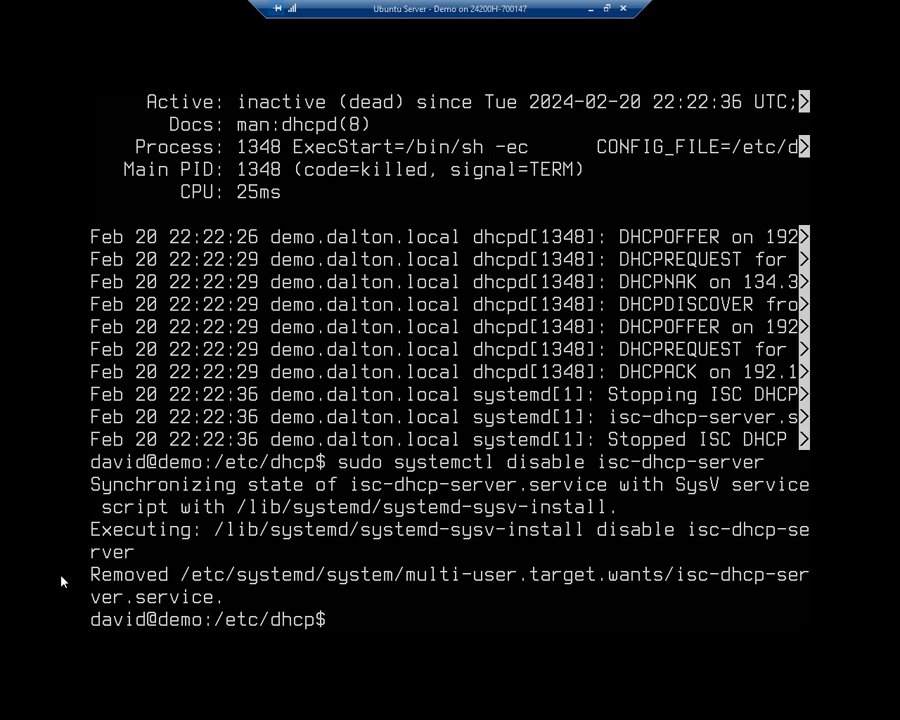 Ubuntu Server - Demo on 24200H-700147
Active: inactive (dead) since Tue 2024-02-20 22:22:36 UTC;>
Docs: man:dhcpd(8)
Process: 1348 ExecStart=/bin/sh -ec      CONFIG_FILE=/etc/d>
Main PID: 1348 (code=killed, signal=TERM)
CPU: 25ms
Feb 20 22:22:26 demo.dalton.local dhcpd[1348]: DHCPOFFER on 192>
Feb 20 22:22:29 demo.dalton.local dhcpd[1348]: DHCPREQUEST for >
Feb 20 22:22:29 demo.dalton.local dhcpd[1348]: DHCPNAK on 134.3>
Feb 20 22:22:29 demo.dalton.local dhcpd[1348]: DHCPDISCOVER fro>
Feb 20 22:22:29 demo.dalton.local dhcpd[1348]: DHCPOFFER on 192>
Feb 20 22:22:29 demo.dalton.local dhcpd[1348]: DHCPREQUEST for >
Feb 20 22:22:29 demo.dalton.local dhcpd[1348]: DHCPACK on 192.1>
Feb 20 22:22:36 demo.dalton.local systemd[1]: Stopping ISC DHCP>
Feb 20 22:22:36 demo.dalton.local systemd[1]: isc-dhcp-server.s>
Feb 20 22:22:36 demo.dalton.local systemd[1]: Stopped ISC DHCP >
david@demo:/etc/dhcp$ sudo systemctl disable isc-dhcp-server
Synchronizing state of isc-dhcp-server.service with SysV service
script with /lib/systemd/systemd-sysv-install.
Executing: /lib/systemd/systemd-sysv-install disable isc-dhcp-se
rver
Removed /etc/systemd/system/multi-user.target.wants/isc-dhcp-ser
ver.service.
david@demo:/etc/dhcp$